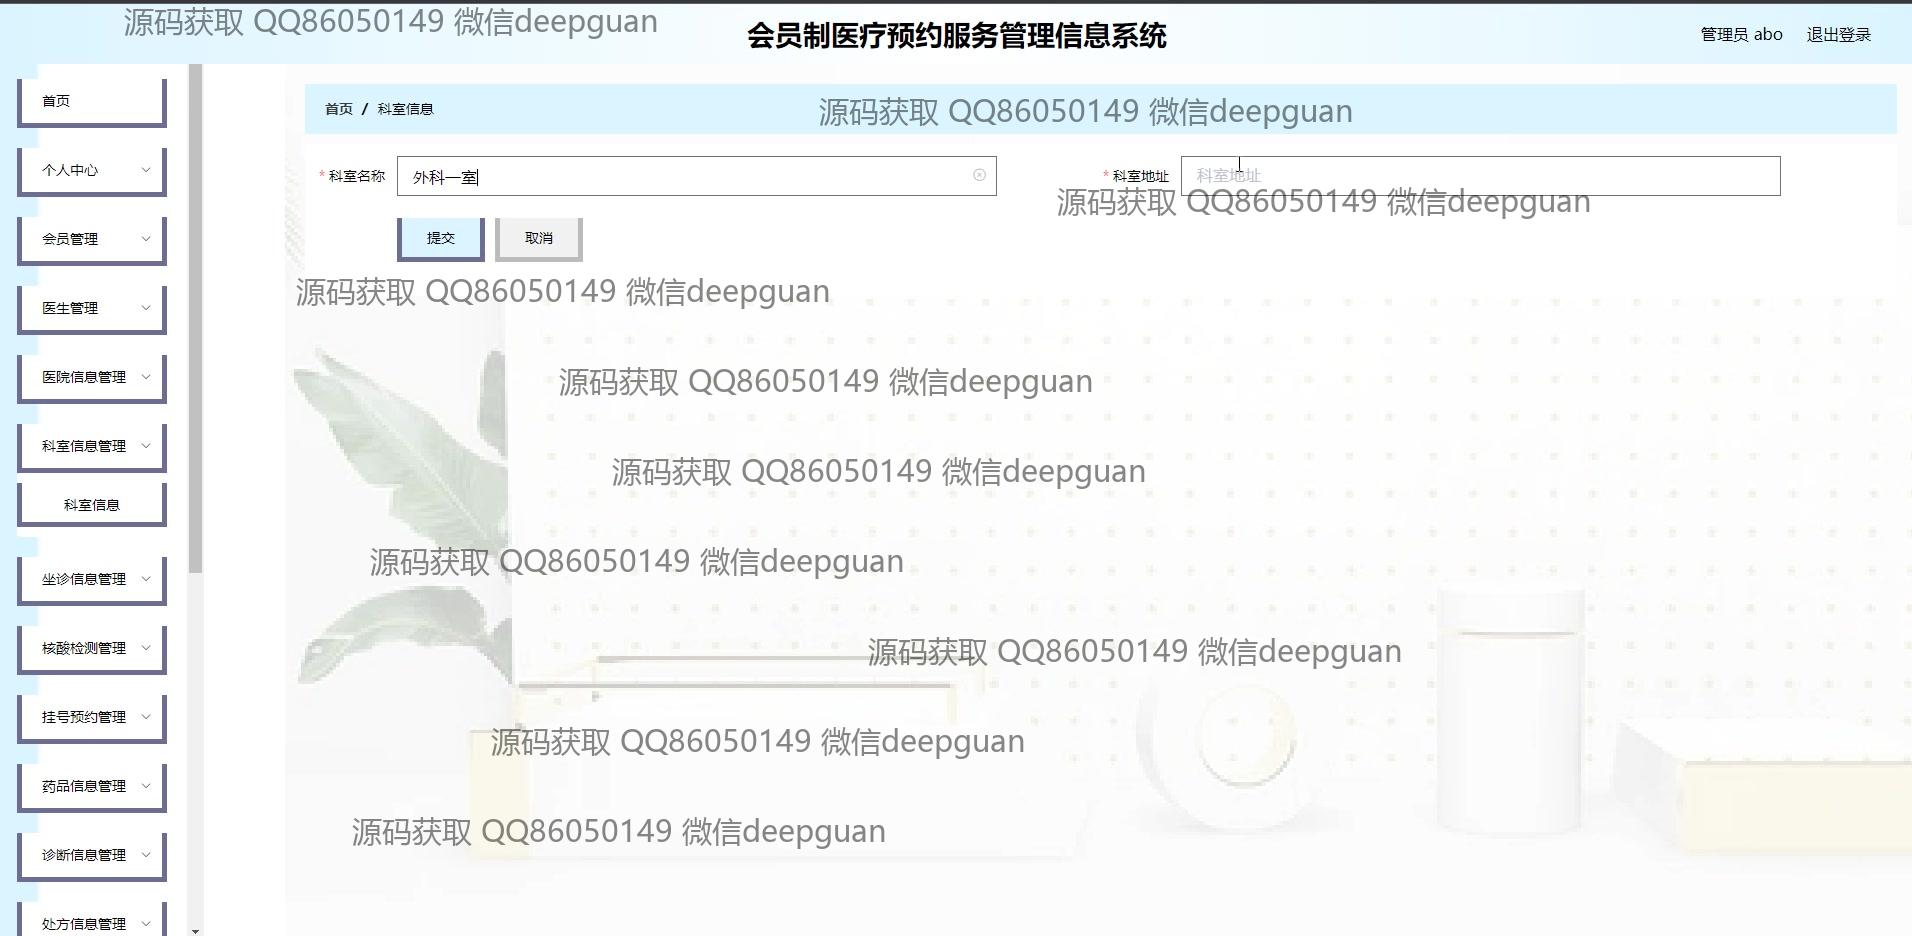 源码获取 QQ86050149 微信deepguan
会员制医疗预约服务管理信息系统
管理员 abo
退出登录
首页
个人中心
会员管理
医生管理
医院信息管理
科室信息管理
科室信息
坐诊信息管理
核酸检测管理
挂号预约管理
药品信息管理
诊断信息管理
处方信息管理
首页 / 科室信息
源码获取 QQ86050149 微信deepguan
* 科室名称 外科一室
* 科室地址 科室地址
源码获取 QQ86050149 微信deepguan
提交
取消
源码获取 QQ86050149 微信deepguan
源码获取 QQ86050149 微信deepguan
源码获取 QQ86050149 微信deepguan
源码获取 QQ86050149 微信deepguan
源码获取 QQ86050149 微信deepguan
源码获取 QQ86050149 微信deepguan
源码获取 QQ86050149 微信deepguan